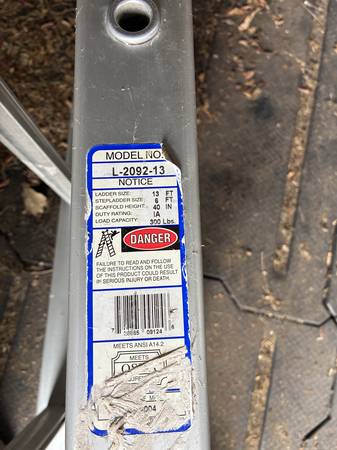 MODEL NO.
L-2092-13
NOTICE
LADDER SIZE: 13 FT
STEPLADDER SIZE: 6 FT
SCAFFOLD HEIGHT: 40 IN
DUTY RATING: IA
LOAD CAPACITY: 300 Lbs.
DANGER
FAILURE TO READ AND FOLLOW
THE INSTRUCTIONS ON THE USE
OF THIS PRODUCT COULD RESULT
IN SERIOUS INJURY OR DEATH.
09124
MEETS ANSI A14.2
MEETS